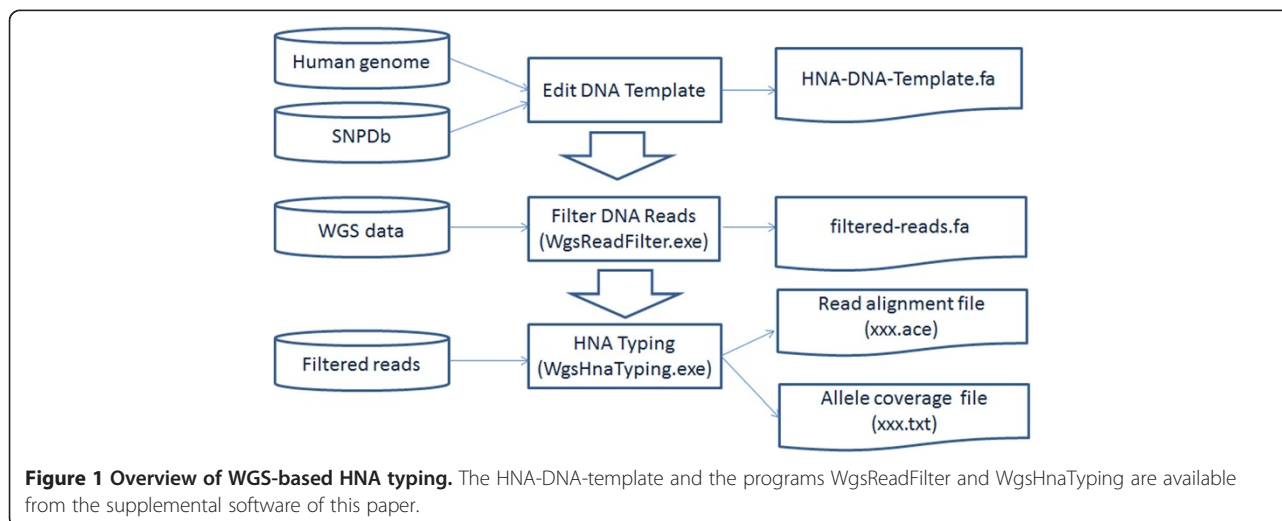 Human genome
SNPDb
Edit DNA Template
HNA-DNA-Template.fa
WGS data
Filter DNA Reads
(WgsReadFilter.exe)
filtered-reads.fa
Filtered reads
HNA Typing
(WgsHnaTyping.exe)
Read alignment file
(xxx.ace)
Allele coverage file
(xxx.txt)
Figure 1 Overview of WGS-based HNA typing. The HNA-DNA-template and the programs WgsReadFilter and WgsHnaTyping are available
from the supplemental software of this paper.